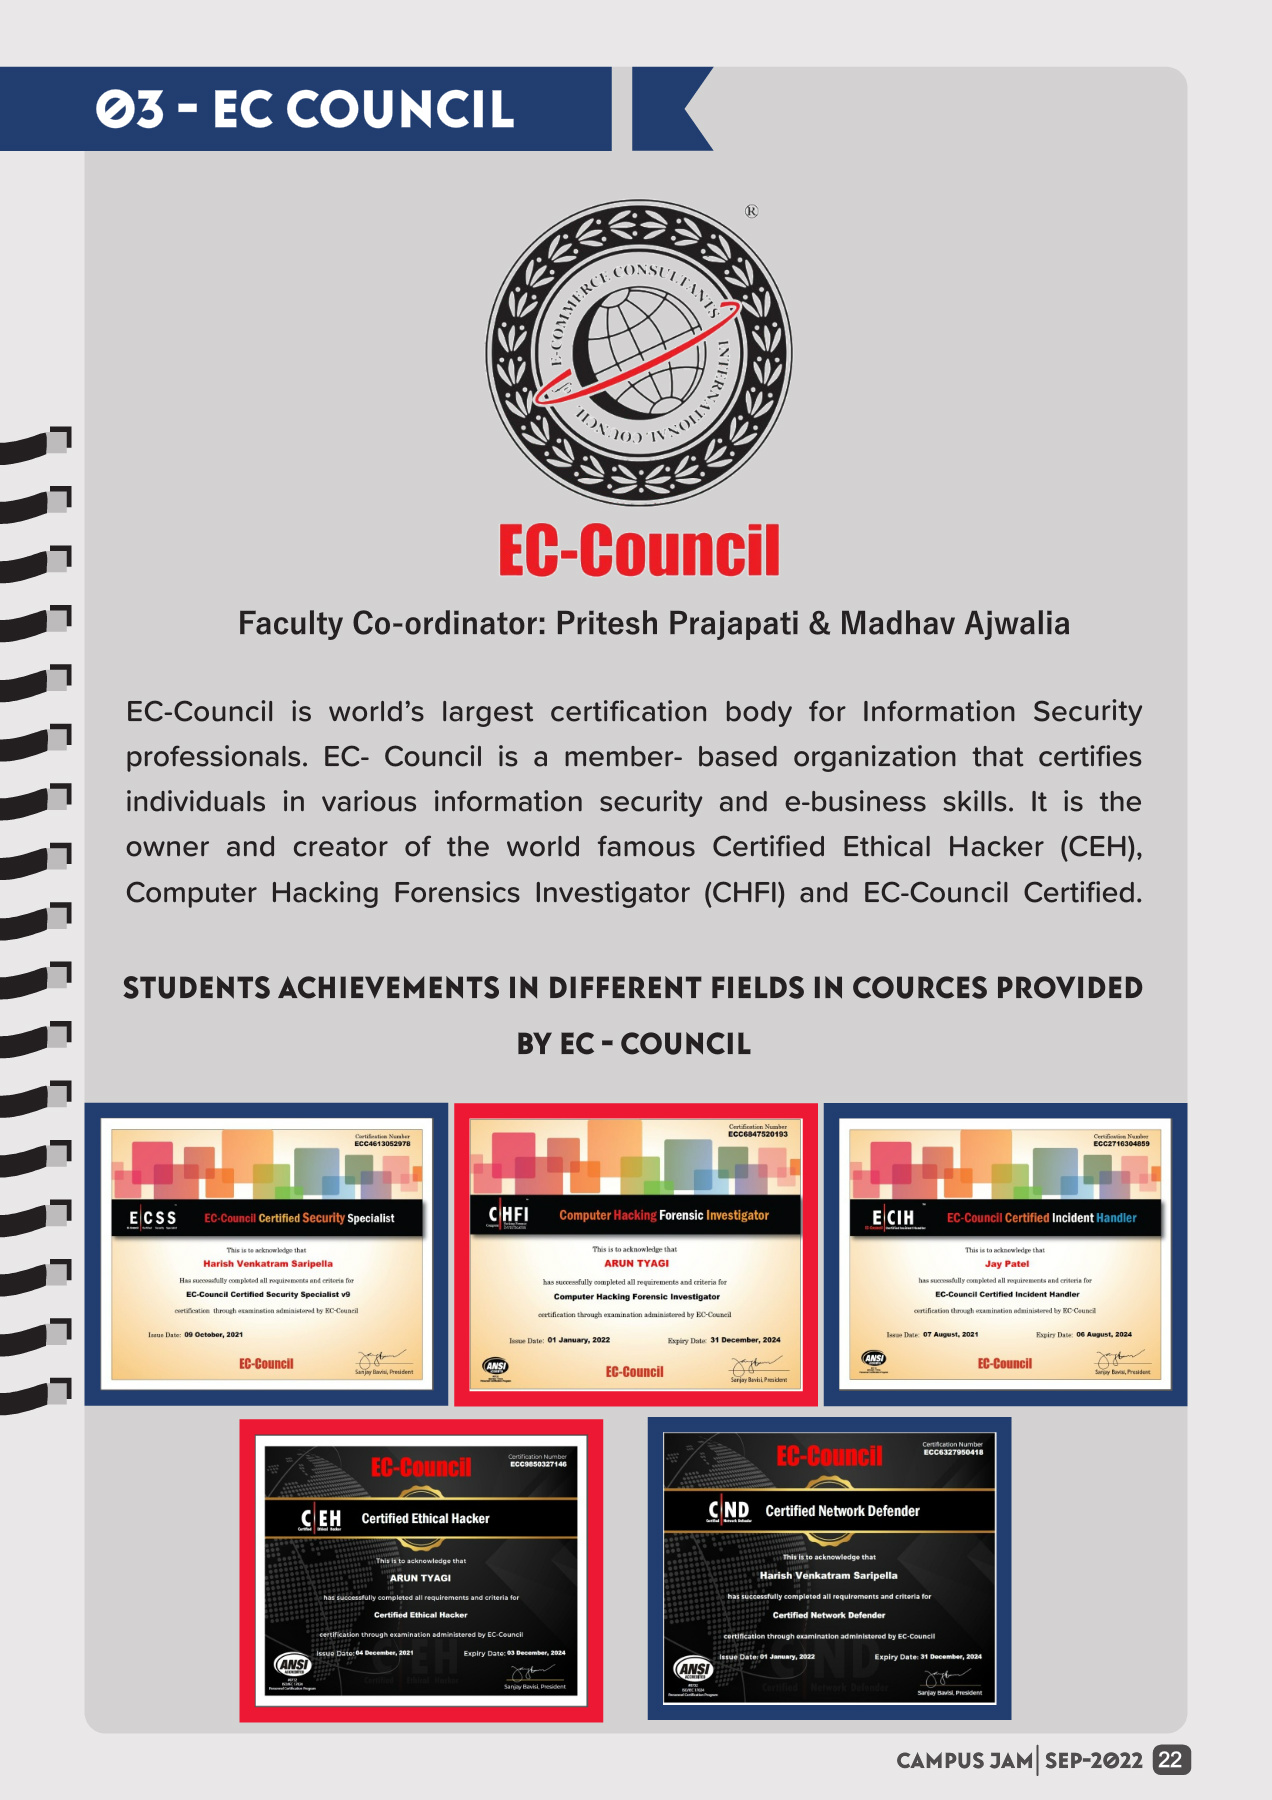 03 - EC COUNCIL
®
E-COMMERCE CONSULTANTS
INTERNATIONAL COUNCIL
EC-Council
Faculty Co-ordinator: Pritesh Prajapati & Madhav Ajwalia
EC-Council is world’s largest certification body for Information Security
professionals. EC- Council is a member- based organization that certifies
individuals in various information security and e-business skills. It is the
owner and creator of the world famous Certified Ethical Hacker (CEH),
Computer Hacking Forensics Investigator (CHFI) and EC-Council Certified.
STUDENTS ACHIEVEMENTS IN DIFFERENT FIELDS IN COURCES PROVIDED
BY EC - COUNCIL
Certification Number
ECC4613052978
ECSS
EC-Council Certified Security Specialist
This is to acknowledge that
Harish Venkatram Saripella
Has successfully completed all requirements and criteria for
EC-Council Certified Security Specialist v9
certification through examination administered by EC-Council
Issue Date: 09 October, 2021
EC-Council
Sanjay Bavisi, President
Certification Number
ECC6847520193
CHFI
Computer Hacking Forensic Investigator
This is to acknowledge that
ARUN TYAGI
has successfully completed all requirements and criteria for
Computer Hacking Forensic Investigator
certification through examination administered by EC-Council
Issue Date: 01 January, 2022 Expiry Date: 31 December, 2024
ANSI
EC-Council
Sanjay Bavisi, President
Certification Number
ECC2716304859
ECIH
EC-Council Certified Incident Handler
This is to acknowledge that
Jay Patel
has successfully completed all requirements and criteria for
EC-Council Certified Incident Handler
certification through examination administered by EC-Council
Issue Date: 07 August, 2021 Expiry Date: 06 August, 2024
ANSI
EC-Council
Sanjay Bavisi, President
EC-Council
Certification Number
ECC9850327146
CEH
Certified Ethical Hacker
Certified Ethical Hacker
This is to acknowledge that
ARUN TYAGI
has successfully completed all requirements and criteria for
Certified Ethical Hacker
certification through examination administered by EC-Council
Issue Date: 04 December, 2021 Expiry Date: 03 December, 2024
ANSI
ACCREDITED
Personnel Certification Program
Sanjay Bavisi, President
EC-Council
Certification Number
ECC6327950418
CND
Certified Network Defender
Certified Network Defender
This is to acknowledge that
Harish Venkatram Saripella
has successfully completed all requirements and criteria for
Certified Network Defender
certification through examination administered by EC-Council
Issue Date: 01 January, 2022 Expiry Date: 31 December, 2024
ANSI
ACCREDITED
Personnel Certification Program
Sanjay Bavisi, President
CAMPUS JAM| SEP-2022 22